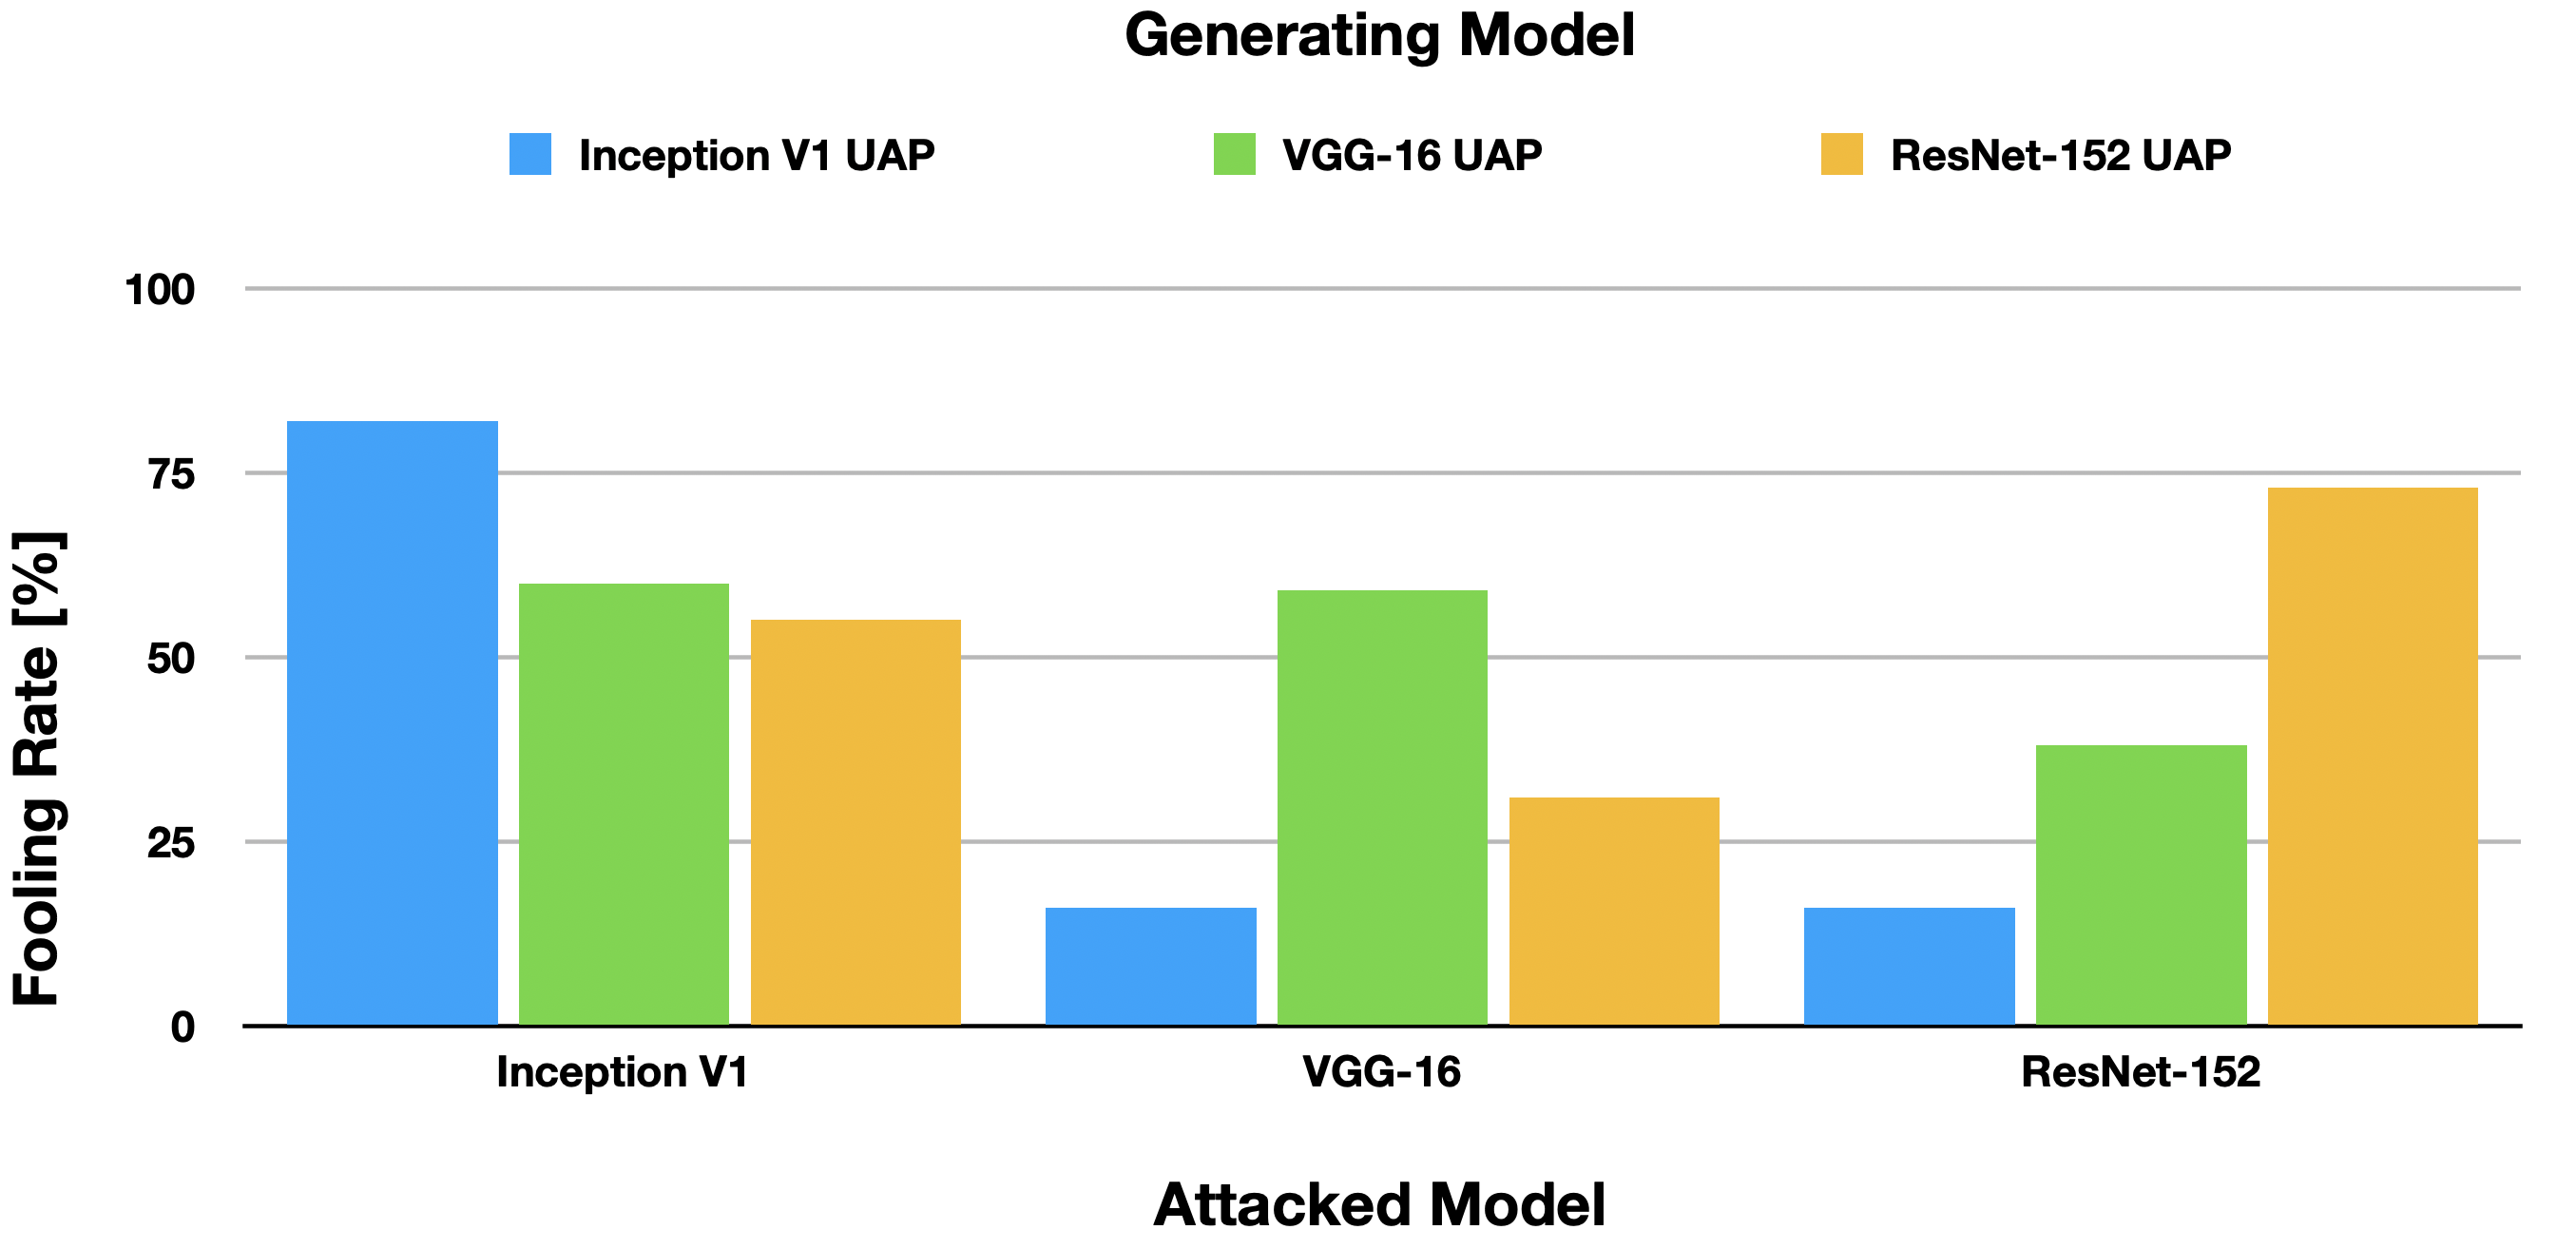 Generating Model
Inception V1 UAP
VGG-16 UAP
ResNet-152 UAP
100
75
50
25
0
Fooling Rate [%]
Inception V1
VGG-16
ResNet-152
Attacked Model